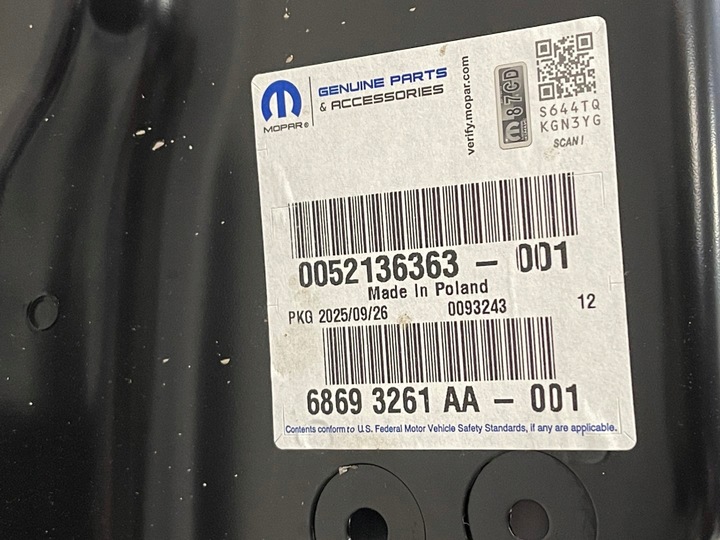 MOPAR®
GENUINE PARTS
& ACCESSORIES
verify.mopar.com
m 87CD
S644TQ
KGN3YG
SCAN!
0052136363 - 001
Made In Poland
PKG 2025/09/26 0093243 12
6869 3261 AA - 001
Contents conform to U.S. Federal Motor Vehicle Safety Standards, if any are applicable.